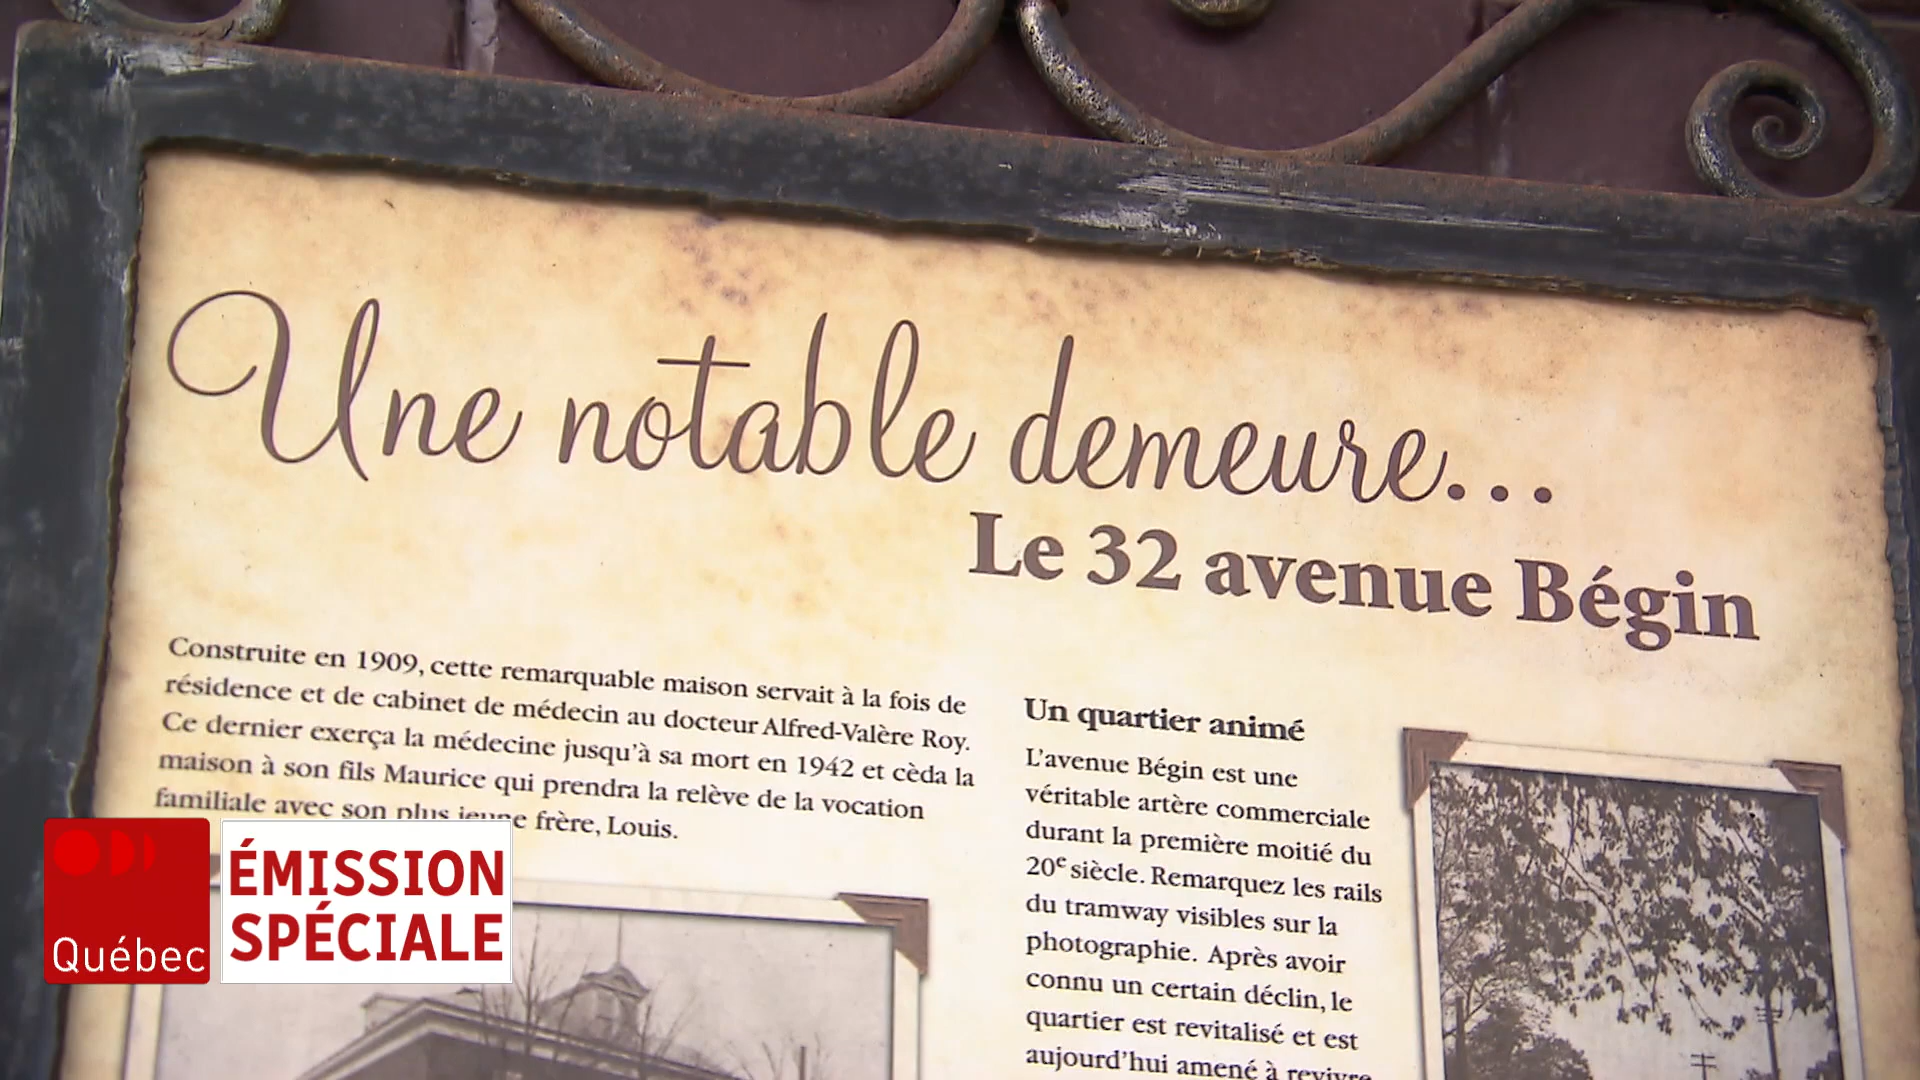 Une notable demeure...
Le 32 avenue Bégin
Construite en 1909, cette remarquable maison servait à la fois de
résidence et de cabinet de médecin au docteur Alfred-Valère Roy.
Ce dernier exerça la médecine jusqu'à sa mort en 1942 et cèda la
maison à son fils Maurice qui prendra la relève de la vocation
familiale avec son plus jeune frère, Louis.
Un quartier animé
L'avenue Bégin est une
véritable artère commerciale
durant la première moitié du
20e siècle. Remarquez les rails
du tramway visibles sur la
photographie. Après avoir
connu un certain déclin, le
quartier est revitalisé et est
aujourd'hui amené à revivre
Québec
ÉMISSION
SPÉCIALE